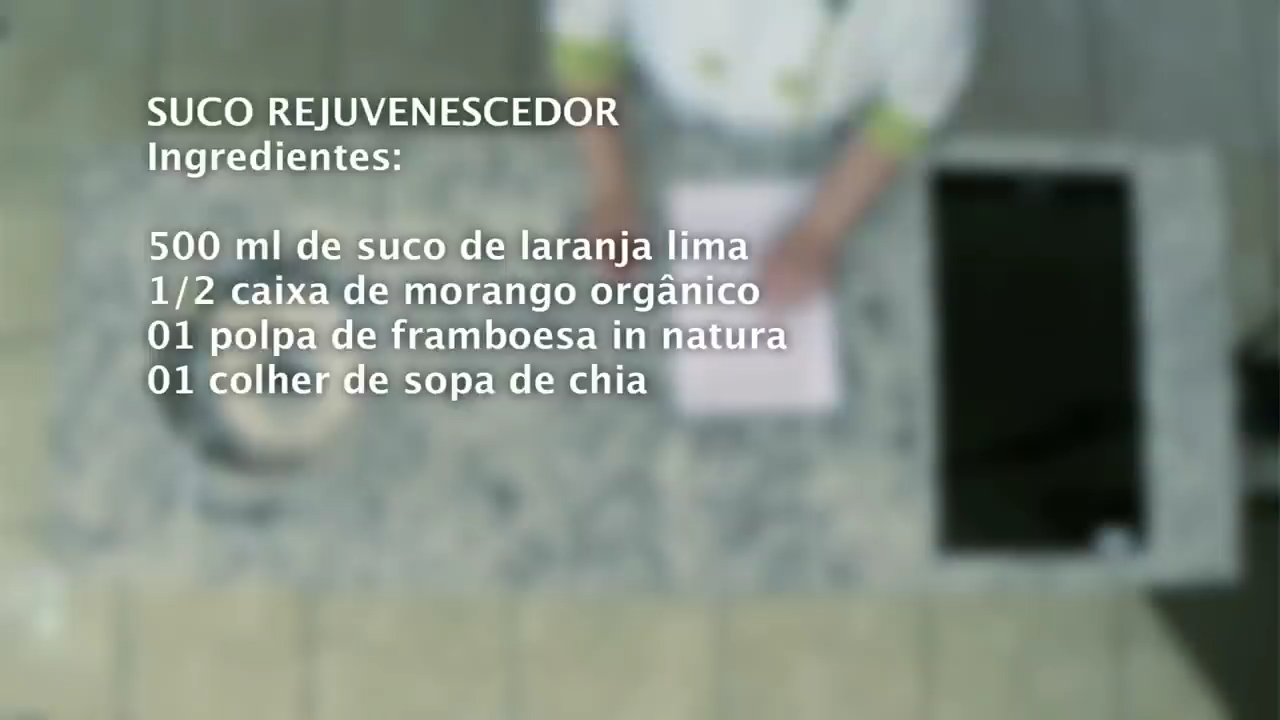 SUCO REJUVENESCEDOR
Ingredientes:
500 ml de suco de laranja lima
1/2 caixa de morango orgânico
01 polpa de framboesa in natura
01 colher de sopa de chia